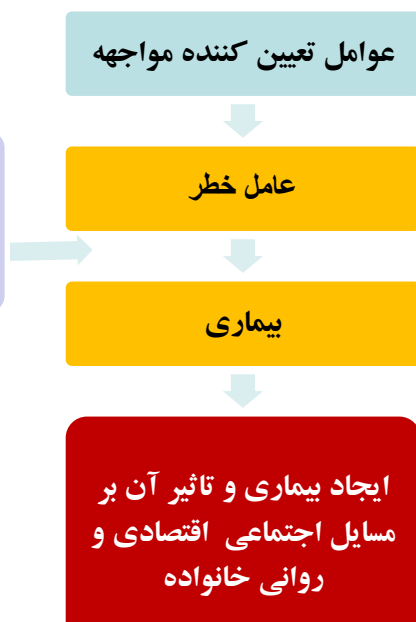 عوامل تعیین کننده مواجهه
عامل خطر
بیماری
ایجاد بیماری و تاثیر آن بر
مسایل اجتماعی اقتصادی و
روانی خانواده